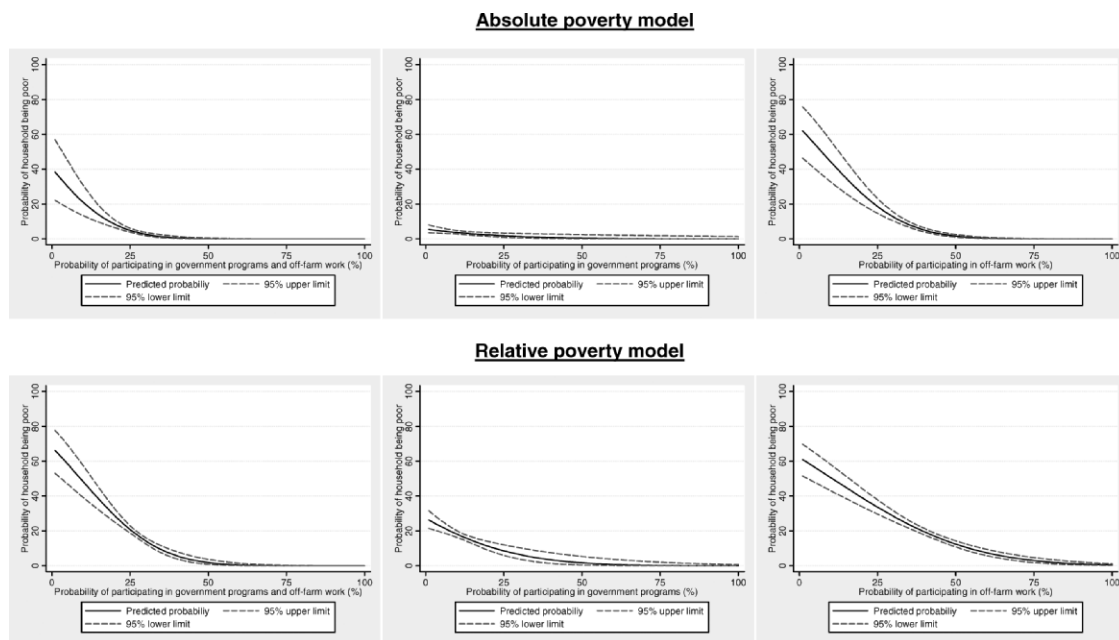 Absolute poverty model
Probability of household being poor
0 20 40 60 80 100
0 25 50 75 100
Probability of participating in government programs and off-farm work (%)
Predicted probabiliy 95% upper limit
95% lower limit
Probability of household being poor
0 20 40 60 80 100
0 25 50 75 100
Probability of participating in government programs (%)
Predicted probabiliy 95% upper limit
95% lower limit
Probability of household being poor
0 20 40 60 80 100
0 25 50 75 100
Probability of participating in off-farm work (%)
Predicted probabiliy 95% upper limit
95% lower limit
Relative poverty model
Probability of household being poor
0 20 40 60 80 100
0 25 50 75 100
Probability of participating in government programs and off-farm work (%)
Predicted probabiliy 95% upper limit
95% lower limit
Probability of household being poor
0 20 40 60 80 100
0 25 50 75 100
Probability of participating in government programs (%)
Predicted probabiliy 95% upper limit
95% lower limit
Probability of household being poor
0 20 40 60 80 100
0 25 50 75 100
Probability of participating in off-farm work (%)
Predicted probabiliy 95% upper limit
95% lower limit